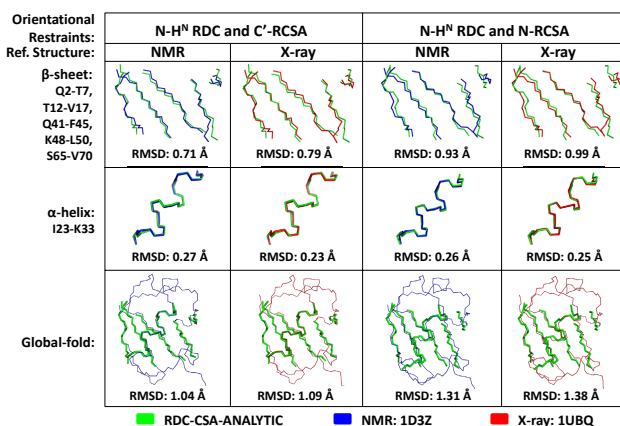 Orientational
Restraints:
N-Hᴺ RDC and C’-RCSA
N-Hᴺ RDC and N-RCSA
Ref. Structure:
NMR
X-ray
NMR
X-ray
β-sheet:
Q2-T7,
T12-V17,
Q41-F45,
K48-L50,
S65-V70
RMSD: 0.71 Å
RMSD: 0.79 Å
RMSD: 0.93 Å
RMSD: 0.99 Å
α-helix:
I23-K33
RMSD: 0.27 Å
RMSD: 0.23 Å
RMSD: 0.26 Å
RMSD: 0.25 Å
Global-fold:
RMSD: 1.04 Å
RMSD: 1.09 Å
RMSD: 1.31 Å
RMSD: 1.38 Å
RDC-CSA-ANALYTIC
NMR: 1D3Z
X-ray: 1UBQ